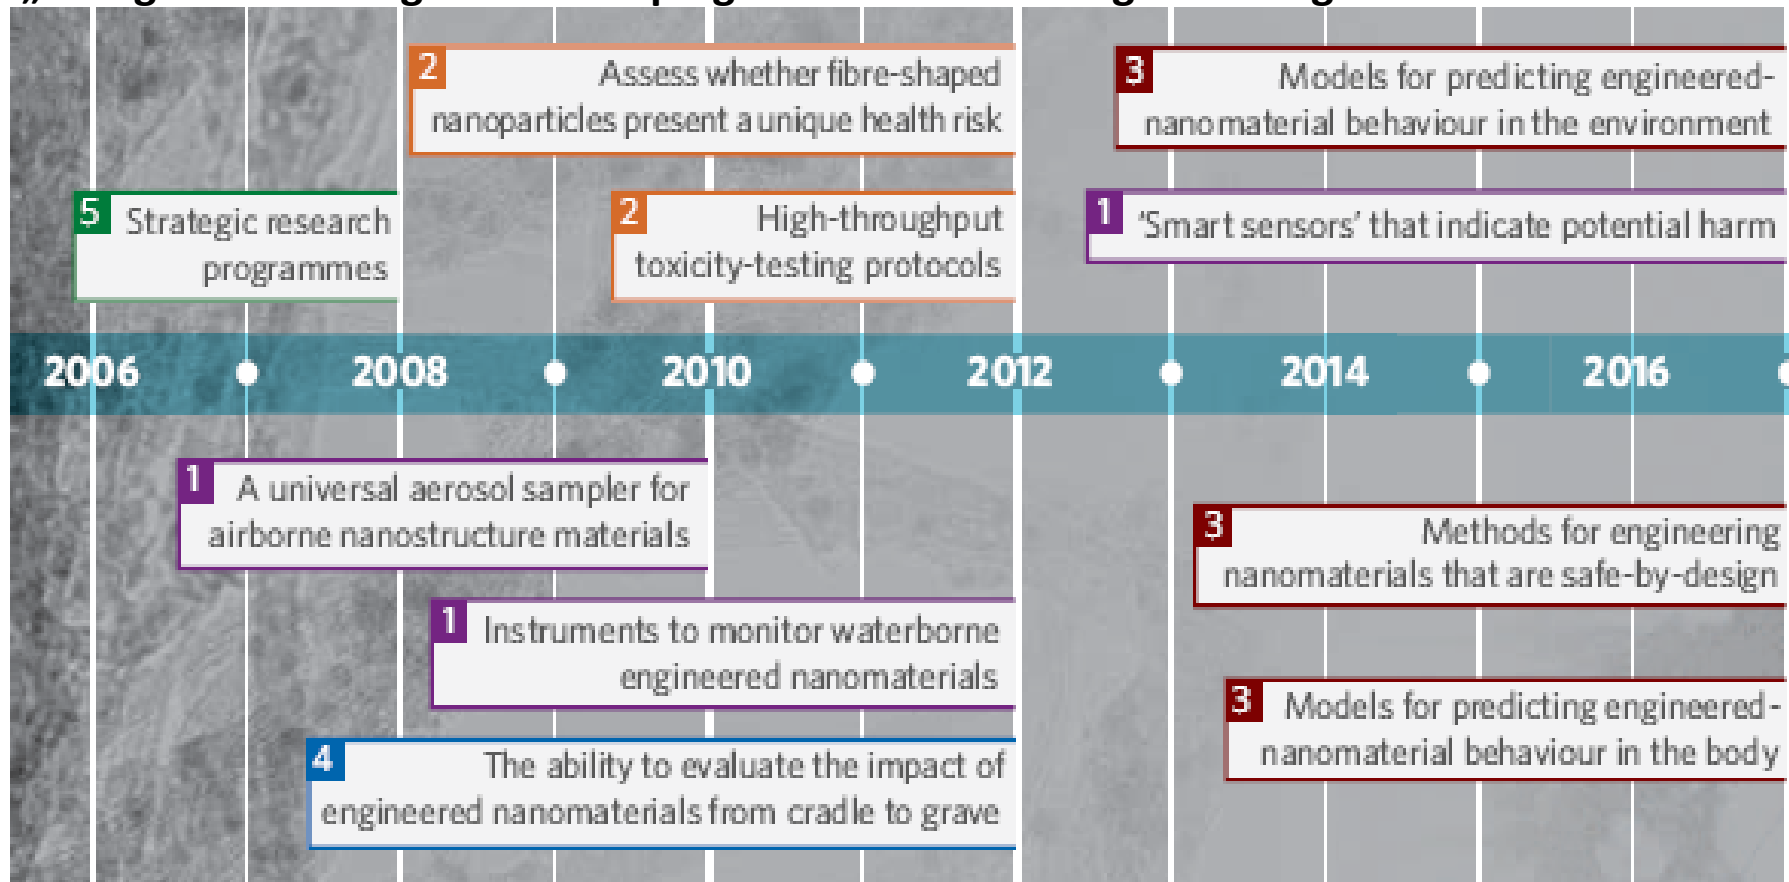 2
Assess whether fibre-shaped
nanoparticles present a unique health risk
3
Models for predicting engineered-
nanomaterial behaviour in the environment
5
Strategic research
programmes
2
High-throughput
toxicity-testing protocols
1
‘Smart sensors’ that indicate potential harm
2006
2008
2010
2012
2014
2016
1
A universal aerosol sampler for
airborne nanostructure materials
3
Methods for engineering
nanomaterials that are safe-by-design
1
Instruments to monitor waterborne
engineered nanomaterials
3
Models for predicting engineered-
nanomaterial behaviour in the body
4
The ability to evaluate the impact of
engineered nanomaterials from cradle to grave